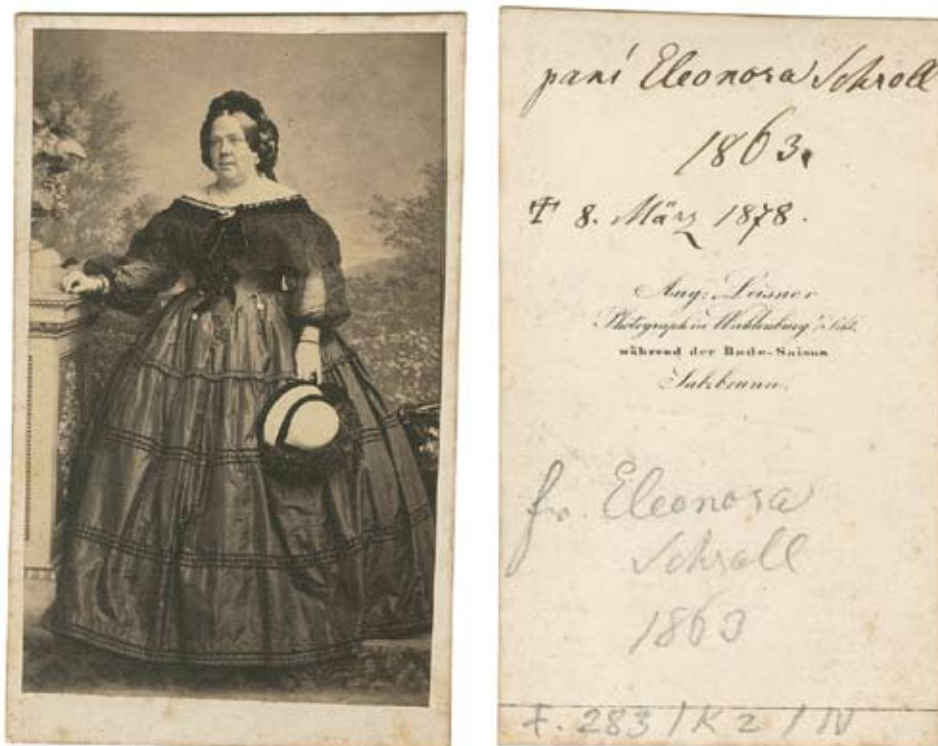 paní Eleonora Schroll
1863.
† 8. März 1878.
Aug: Leisner
Photograph in Waldenburg i/Schl.
während der Bade-Saison
Salzbrunn.
fr. Eleonora
Schroll
1863
F. 283 / K 2 / IV